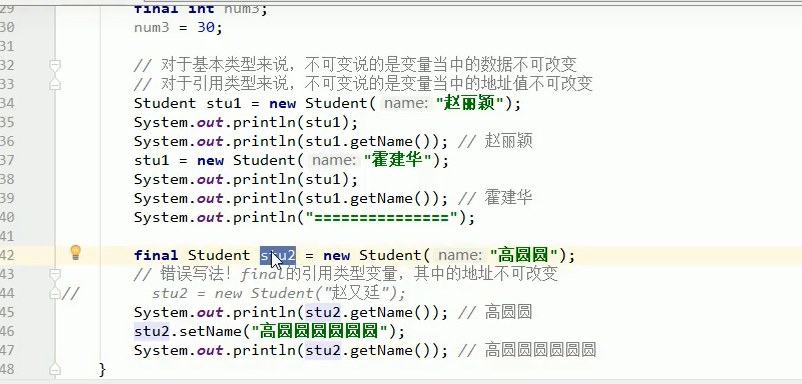 29 final int num3;
30 num3 = 30;
31
32 // 对于基本类型来说，不可变说的是变量当中的数据不可改变
33 // 对于引用类型来说，不可变说的是变量当中的地址值不可改变
34 Student stu1 = new Student( name: "赵丽颖");
35 System.out.println(stu1);
36 System.out.println(stu1.getName()); // 赵丽颖
37 stu1 = new Student( name: "霍建华");
38 System.out.println(stu1);
39 System.out.println(stu1.getName()); // 霍建华
40 System.out.println("===============");
41
42 final Student stu2 = new Student( name: "高圆圆");
43 // 错误写法！final的引用类型变量，其中的地址不可改变
44 // stu2 = new Student("赵又廷");
45 System.out.println(stu2.getName()); // 高圆圆
46 stu2.setName("高圆圆圆圆圆圆");
47 System.out.println(stu2.getName()); // 高圆圆圆圆圆圆
48 }